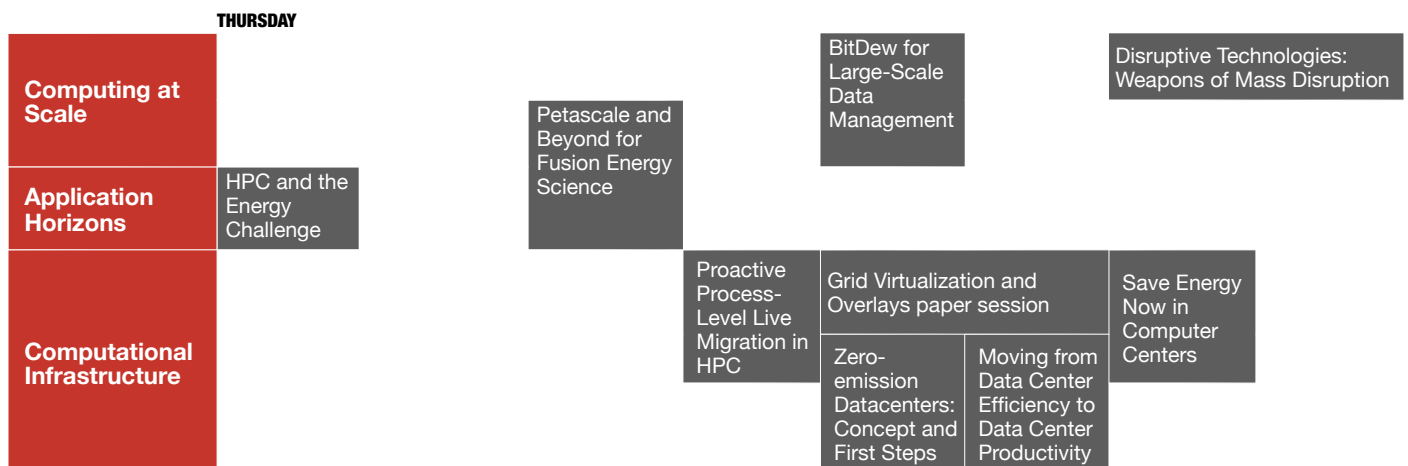 THURSDAY
Computing at
Scale
BitDew for
Large-Scale
Data
Management
Disruptive Technologies:
Weapons of Mass Disruption
Petascale and
Beyond for
Fusion Energy
Science
Application
Horizons
HPC and the
Energy
Challenge
Computational
Infrastructure
Proactive
Process-
Level Live
Migration in
HPC
Grid Virtualization and
Overlays paper session
Zero-
emission
Datacenters:
Concept and
First Steps
Moving from
Data Center
Efficiency to
Data Center
Productivity
Save Energy
Now in
Computer
Centers